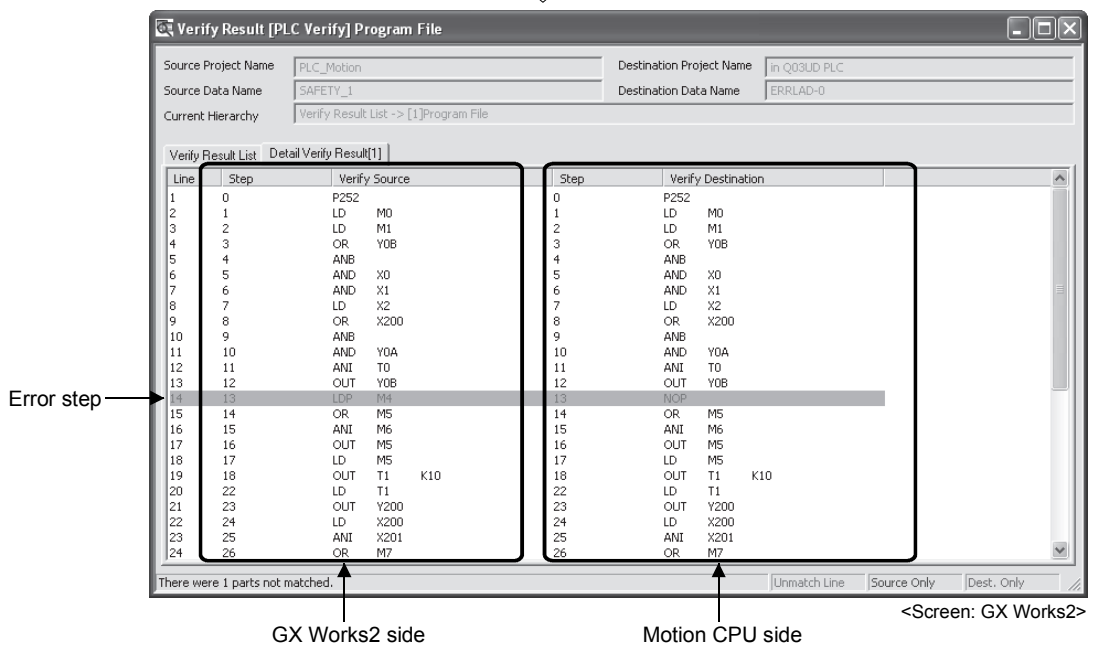 Verify Result [PLC Verify] Program File
Source Project Name PLC_Motion Destination Project Name in Q03UD PLC
Source Data Name SAFETY_1 Destination Data Name ERRLAD-0
Current Hierarchy Verify Result List -> [1]Program File
Verify Result List Detail Verify Result[1]
Line Step Verify Source Step Verify Destination
1 0 P252 0 P252
2 1 LD M0 1 LD M0
3 2 LD M1 2 LD M1
4 3 OR Y0B 3 OR Y0B
5 4 ANB 4 ANB
6 5 AND X0 5 AND X0
7 6 AND X1 6 AND X1
8 7 LD X2 7 LD X2
9 8 OR X200 8 OR X200
10 9 ANB 9 ANB
11 10 AND Y0A 10 AND Y0A
12 11 ANI T0 11 ANI T0
13 12 OUT Y0B 12 OUT Y0B
Error step 14 13 LDP M4 13 NOP
15 14 OR M5 14 OR M5
16 15 ANI M6 15 ANI M6
17 16 OUT M5 16 OUT M5
18 17 LD M5 17 LD M5
19 18 OUT T1 K10 18 OUT T1 K10
20 22 LD T1 22 LD T1
21 23 OUT Y200 23 OUT Y200
22 24 LD X200 24 LD X200
23 25 ANI X201 25 ANI X201
24 26 OR M7 26 OR M7
There were 1 parts not matched. Unmatch Line Source Only Dest. Only
<Screen: GX Works2>
GX Works2 side Motion CPU side